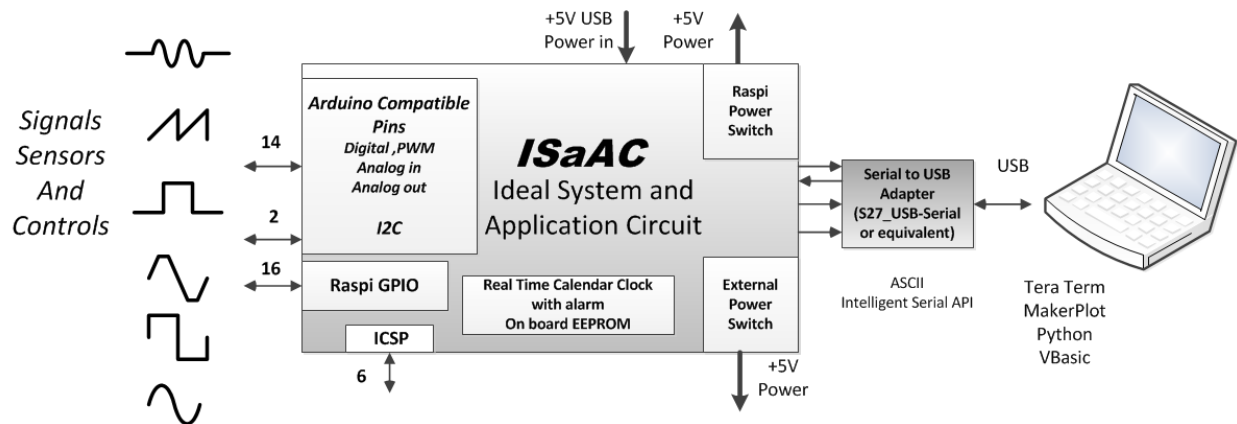 Signals
Sensors
And
Controls
14
2
16
+5V USB
Power in
+5V
Power
Arduino Compatible
Pins
Digital ,PWM
Analog in
Analog out
I2C
Raspi GPIO
ICSP
6
ISaAC
Ideal System and
Application Circuit
Real Time Calendar Clock
with alarm
On board EEPROM
Raspi
Power
Switch
External
Power
Switch
+5V
Power
Serial to USB
Adapter
(S27_USB-Serial
or equivalent)
ASCII
Intelligent Serial API
USB
Tera Term
MakerPlot
Python
VBasic